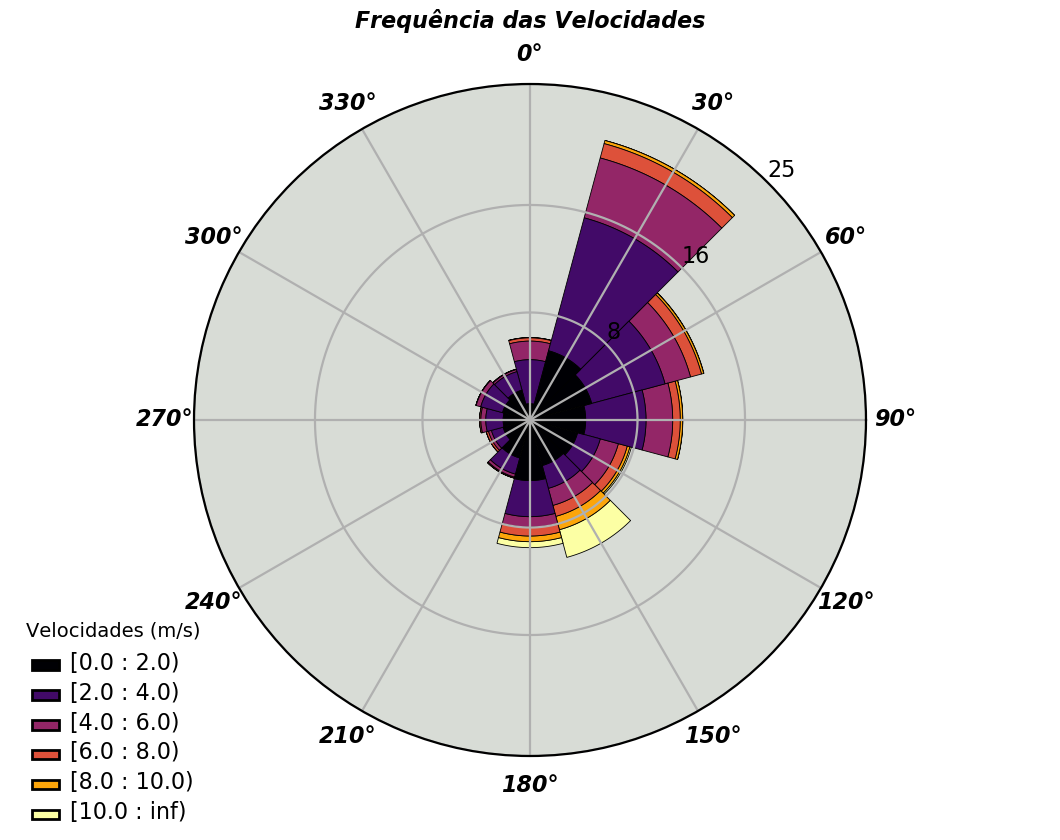 Frequência das Velocidades
0°
330°
30°
25
300°
60°
16
8
270°
90°
240°
120°
Velocidades (m/s)
[0.0 : 2.0)
[2.0 : 4.0)
[4.0 : 6.0)
210°
150°
[6.0 : 8.0)
[8.0 : 10.0)
180°
[10.0 : inf)